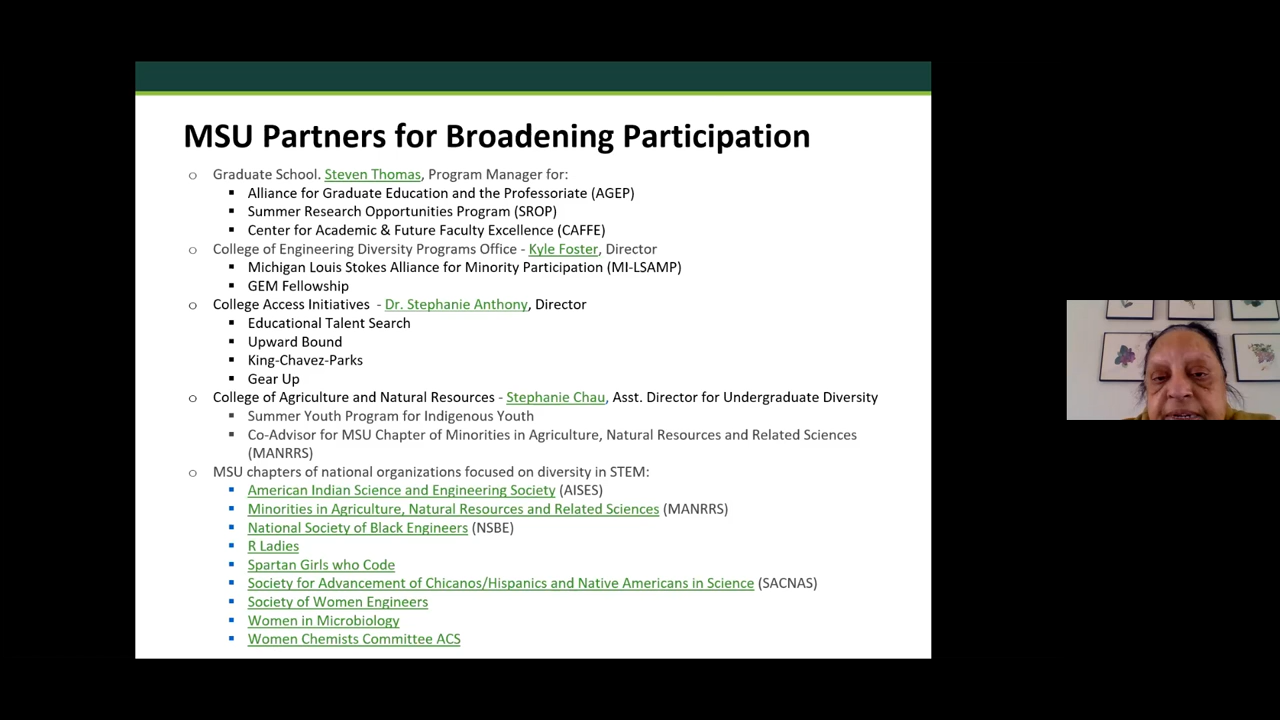 MSU Partners for Broadening Participation
Graduate School. Steven Thomas, Program Manager for:
Alliance for Graduate Education and the Professoriate (AGEP)
Summer Research Opportunities Program (SROP)
Center for Academic & Future Faculty Excellence (CAFFE)
College of Engineering Diversity Programs Office - Kyle Foster, Director
Michigan Louis Stokes Alliance for Minority Participation (MI-LSAMP)
GEM Fellowship
College Access Initiatives - Dr. Stephanie Anthony, Director
Educational Talent Search
Upward Bound
King-Chavez-Parks
Gear Up
College of Agriculture and Natural Resources - Stephanie Chau, Asst. Director for Undergraduate Diversity
Summer Youth Program for Indigenous Youth
Co-Advisor for MSU Chapter of Minorities in Agriculture, Natural Resources and Related Sciences
(MANRRS)
MSU chapters of national organizations focused on diversity in STEM:
American Indian Science and Engineering Society (AISES)
Minorities in Agriculture, Natural Resources and Related Sciences (MANRRS)
National Society of Black Engineers (NSBE)
R Ladies
Spartan Girls who Code
Society for Advancement of Chicanos/Hispanics and Native Americans in Science (SACNAS)
Society of Women Engineers
Women in Microbiology
Women Chemists Committee ACS